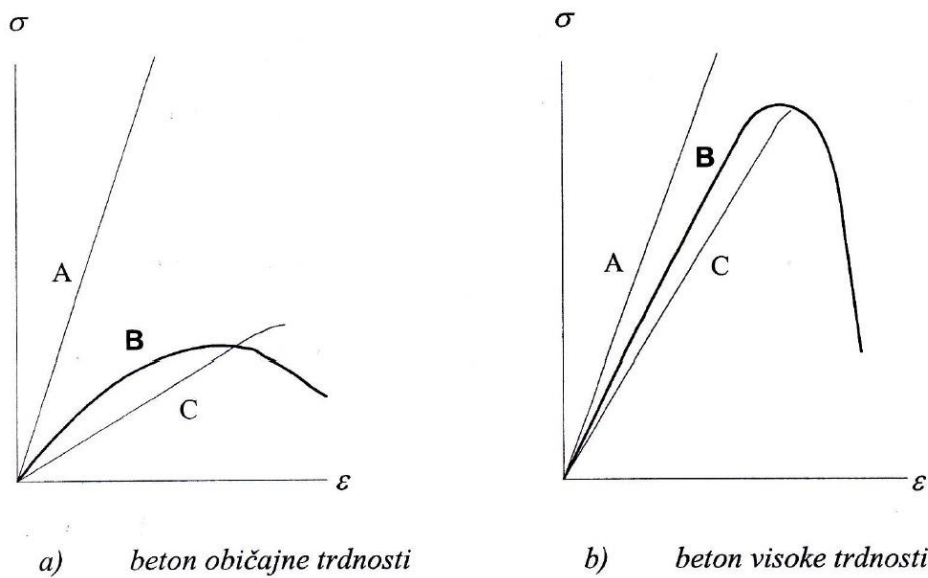 σ
A
B
C
ε
a) beton običajne trdnosti
σ
A
B
C
ε
b) beton visoke trdnosti